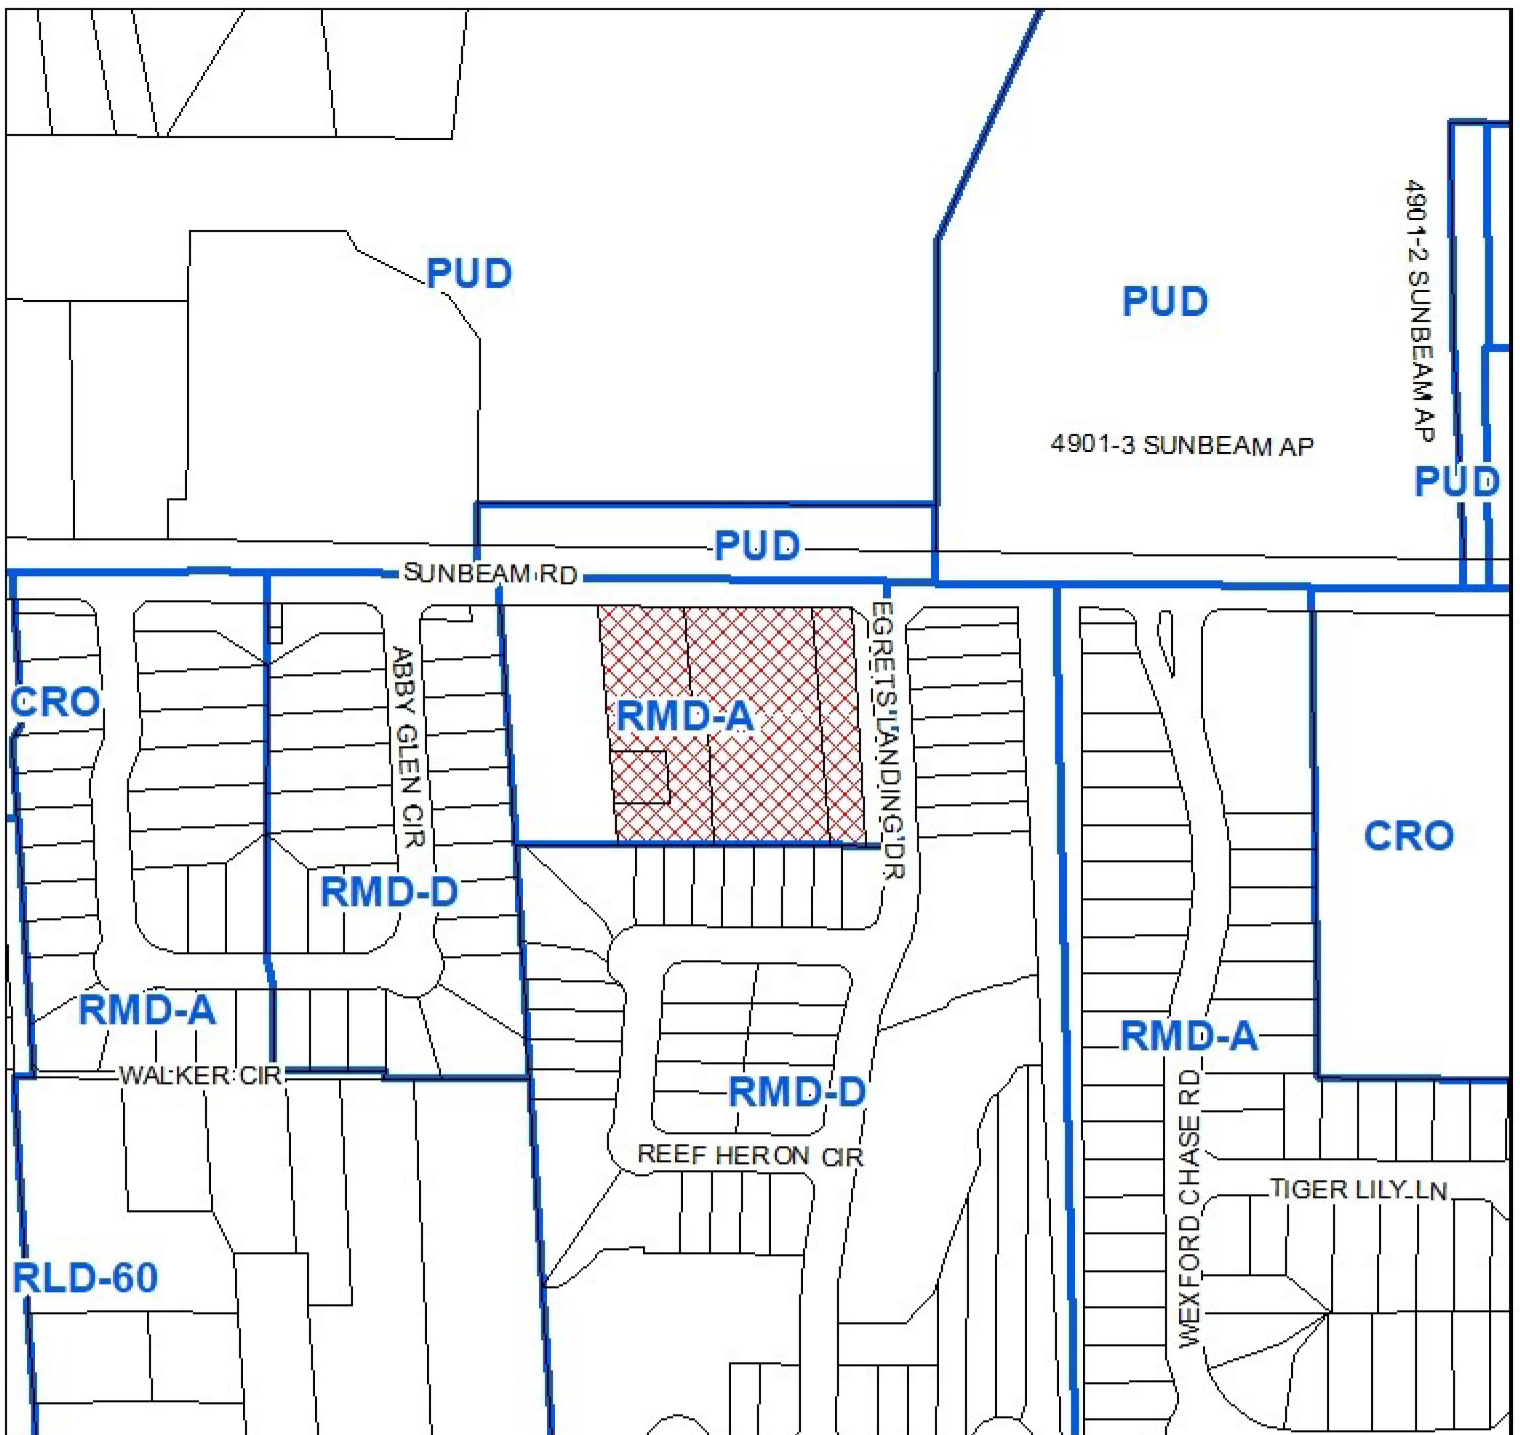 PUD
PUD
4901-2 SUNBEAM AP
4901-3 SUNBEAM AP
PUD
PUD
SUNBEAM RD
CRO
ABBY GLEN CIR
RMD-A
EGRETS LANDING DR
CRO
RMD-D
RMD-A
RMD-A
WALKER CIR
RMD-D
WEXFORD CHASE RD
REEF HERON CIR
TIGER LILY LN
RLD-60